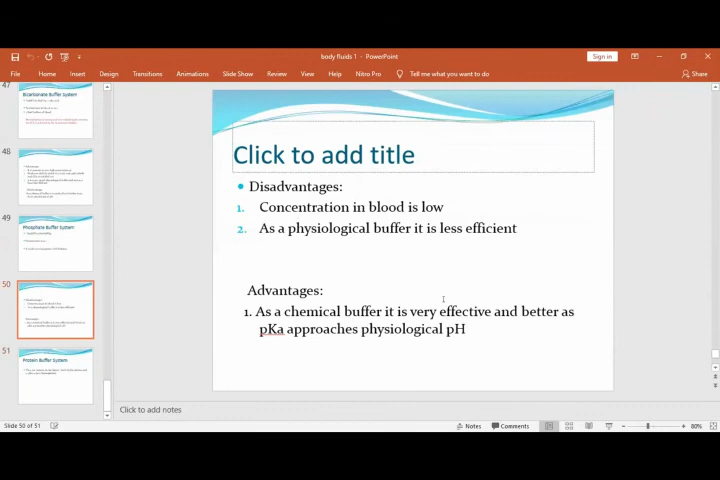 body fluids 1 - PowerPoint
Sign in
File Home Insert Design Transitions Animations Slide Show Review View Help Nitro Pro Tell me what you want to do Share
47
Bicarbonate Buffer System
48
49
Phosphate Buffer System
50
51
Protein Buffer System
Click to add title
Disadvantages:
1. Concentration in blood is low
2. As a physiological buffer it is less efficient
Advantages:
1. As a chemical buffer it is very effective and better as
pKa approaches physiological pH
Click to add notes
Slide 50 of 51
Notes Comments 80%